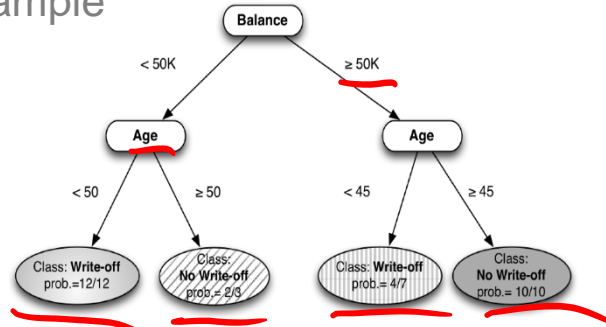 ample
Balance
< 50K
≥ 50K
Age
Age
< 50
≥ 50
< 45
≥ 45
Class: Write-off
prob.=12/12
Class:
No Write-off
prob.= 2/3
Class: Write-off
prob.= 4/7
Class:
No Write-off
prob.= 10/10